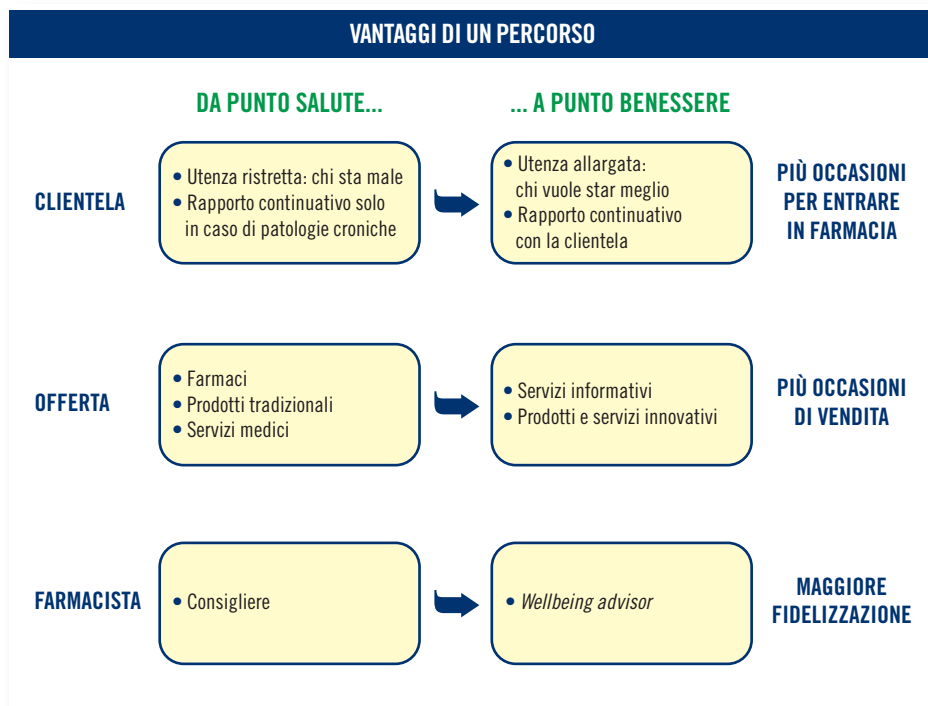 VANTAGGI DI UN PERCORSO
DA PUNTO SALUTE...
... A PUNTO BENESSERE
CLIENTELA
• Utenza ristretta: chi sta male
• Rapporto continuativo solo
in caso di patologie croniche
• Utenza allargata:
chi vuole star meglio
• Rapporto continuativo
con la clientela
PIÙ OCCASIONI
PER ENTRARE
IN FARMACIA
OFFERTA
• Farmaci
• Prodotti tradizionali
• Servizi medici
• Servizi informativi
• Prodotti e servizi innovativi
PIÙ OCCASIONI
DI VENDITA
FARMACISTA
• Consigliere
• Wellbeing advisor
MAGGIORE
FIDELIZZAZIONE